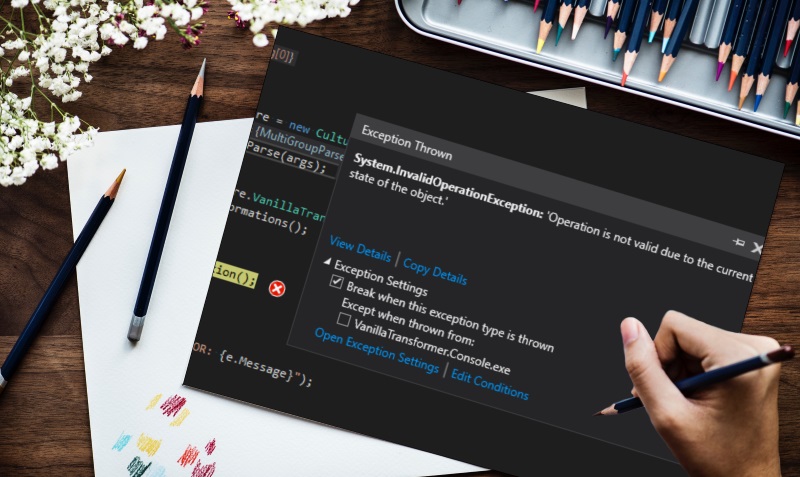 [0]}
re = new Cultu
{MultiGroupParse
Parse(args);
re.VanillaTran
ormations();
tion();
OR: {e.Message}");
Exception Thrown
System.InvalidOperationException: 'Operation is not valid due to the current
state of the object.'
View Details | Copy Details
Exception Settings
Break when this exception type is thrown
Except when thrown from:
VanillaTransformer.Console.exe
Open Exception Settings | Edit Conditions